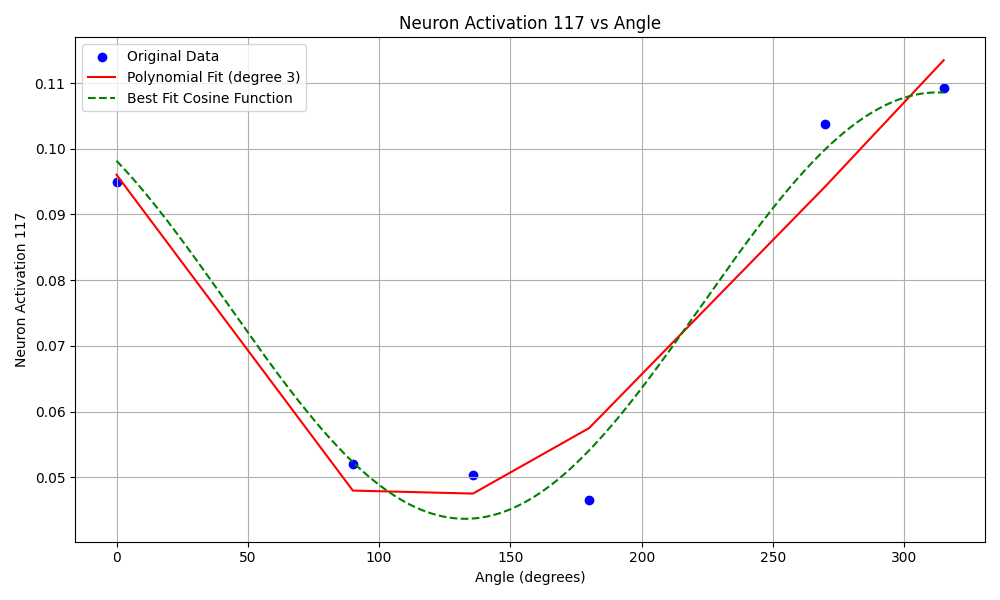 Neuron Activation 117 vs Angle
Original Data
Polynomial Fit (degree 3)
Best Fit Cosine Function
0.11
0.10
0.09
0.08
0.07
0.06
0.05
Neuron Activation 117
0 50 100 150 200 250 300
Angle (degrees)